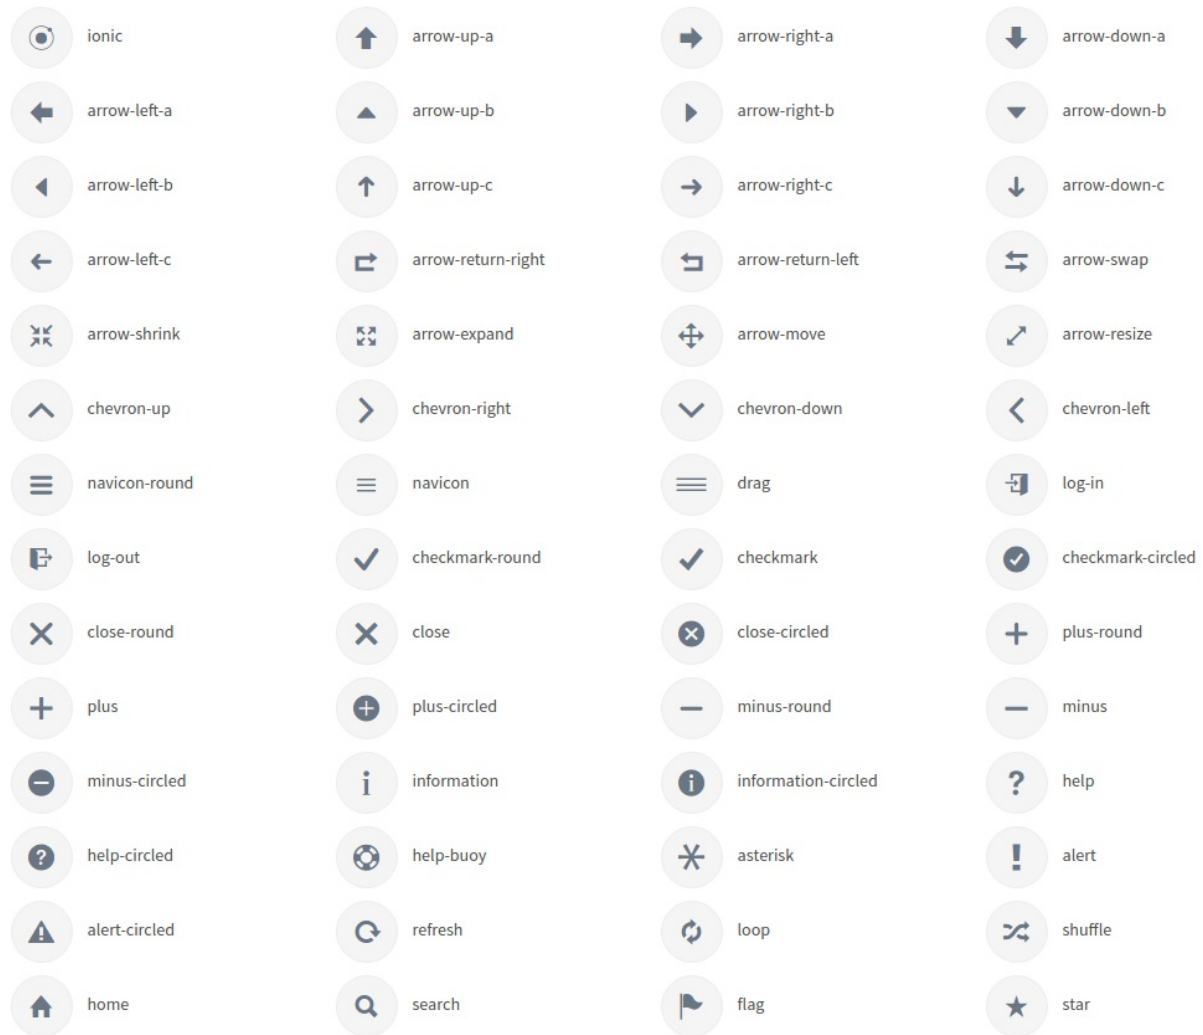 ionic
arrow-up-a
arrow-right-a
arrow-down-a
arrow-left-a
arrow-up-b
arrow-right-b
arrow-down-b
arrow-left-b
arrow-up-c
arrow-right-c
arrow-down-c
arrow-left-c
arrow-return-right
arrow-return-left
arrow-swap
arrow-shrink
arrow-expand
arrow-move
arrow-resize
chevron-up
chevron-right
chevron-down
chevron-left
navicon-round
navicon
drag
log-in
log-out
checkmark-round
checkmark
checkmark-circled
close-round
close
close-circled
plus-round
plus
plus-circled
minus-round
minus
minus-circled
information
information-circled
help
help-circled
help-buoy
asterisk
alert
alert-circled
refresh
loop
shuffle
home
search
flag
star